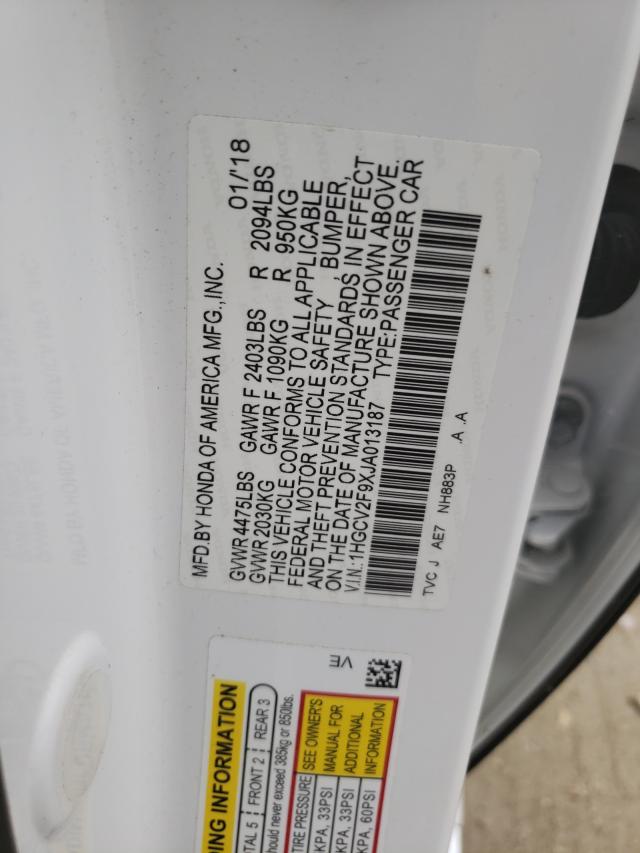 MFD.BY HONDA OF AMERICA MFG.,INC. 01/'18
GVWR 4475LBS GAWR F 2403LBS R 2094LBS
GVWR 2030KG GAWR F 1090KG R 950KG
THIS VEHICLE CONFORMS TO ALL APPLICABLE
FEDERAL MOTOR VEHICLE SAFETY , BUMPER,
AND THEFT PREVENTION STANDARDS IN EFFECT
ON THE DATE OF MANUFACTURE SHOWN ABOVE.
V.I.N.:1HGCV2F9XJA013187 TYPE:PASSENGER CAR
TVC J AE7 NH883P .A .A
VE
DING INFORMATION
TAL 5 FRONT 2 REAR 3
should never exceed 385kg or 850lbs.
TIRE PRESSURE SEE OWNER'S
KPA, 33PSI MANUAL FOR
KPA, 33PSI ADDITIONAL
KPA, 60PSI INFORMATION